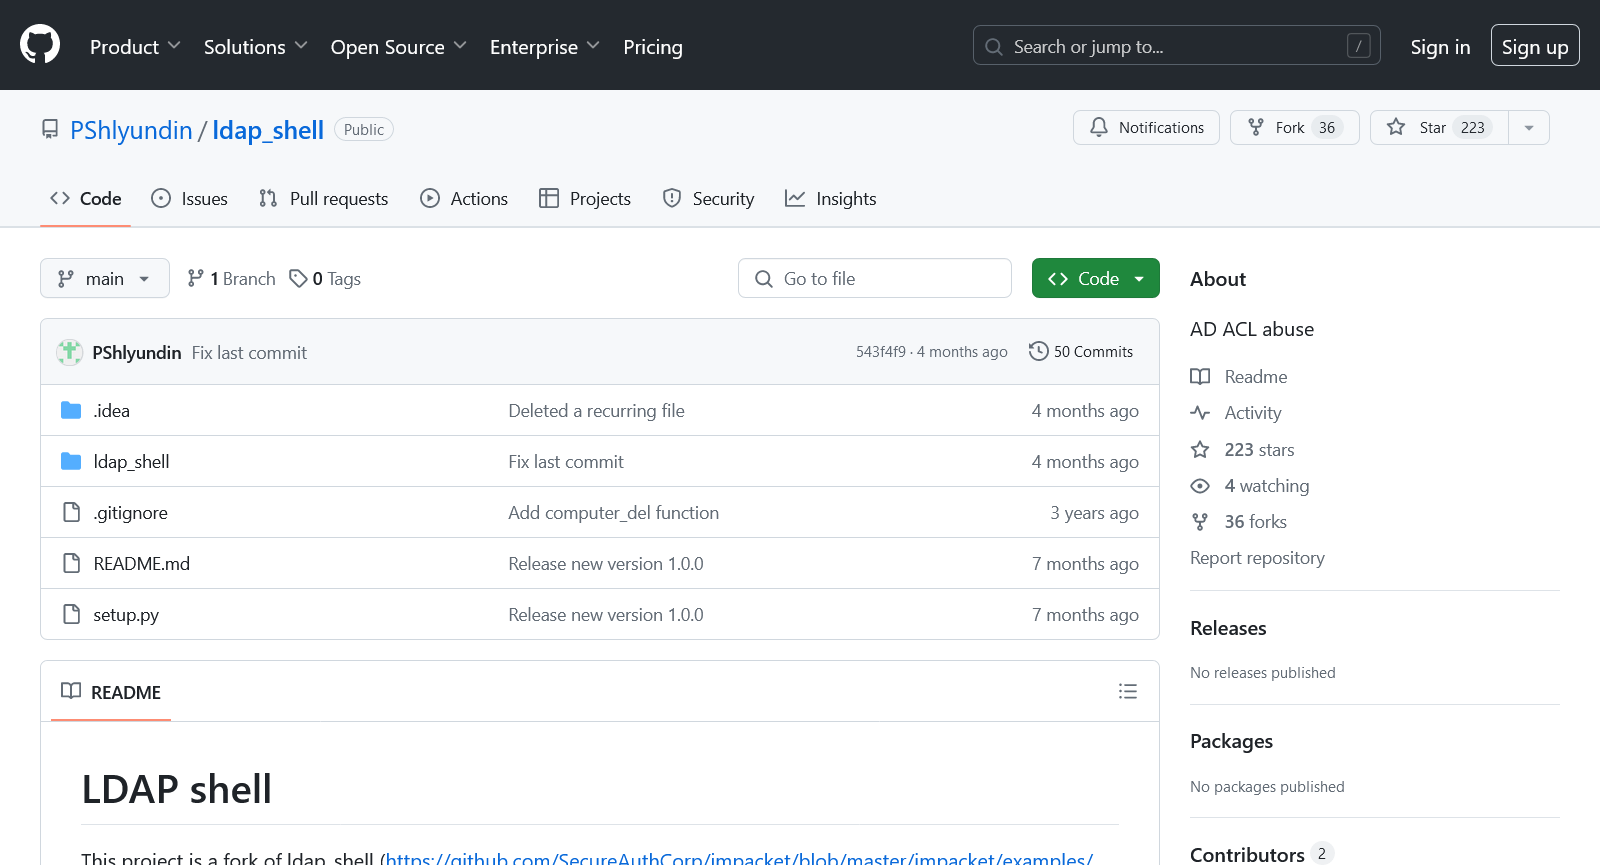 Product Solutions Open Source Enterprise Pricing Search or jump to... / Sign in Sign up
PShlyundin / ldap_shell Public Notifications Fork 36 Star 223
Code Issues Pull requests Actions Projects Security Insights
main 1 Branch 0 Tags Go to file Code
PShlyundin Fix last commit 543f4f9 · 4 months ago 50 Commits
.idea Deleted a recurring file 4 months ago
ldap_shell Fix last commit 4 months ago
.gitignore Add computer_del function 3 years ago
README.md Release new version 1.0.0 7 months ago
setup.py Release new version 1.0.0 7 months ago
README
LDAP shell
This project is a fork of ldap_shell (https://github.com/SecureAuthCorp/impacket/blob/master/impacket/examples/
About
AD ACL abuse
Readme
Activity
223 stars
4 watching
36 forks
Report repository
Releases
No releases published
Packages
No packages published
Contributors 2